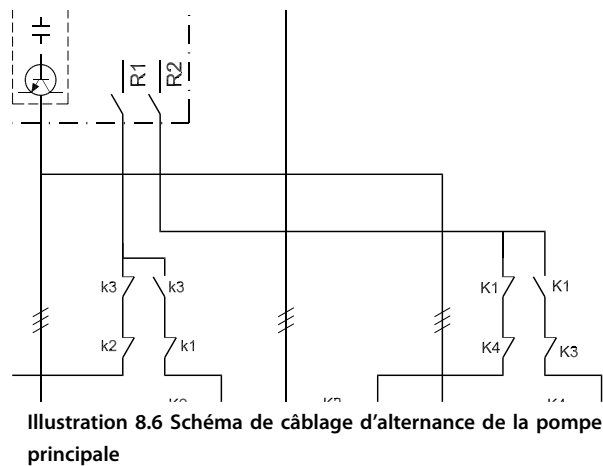 R1
R2
k3
k3
K1
K1
k2
k1
K4
K3
Illustration 8.6 Schéma de câblage d'alternance de la pompe
principale